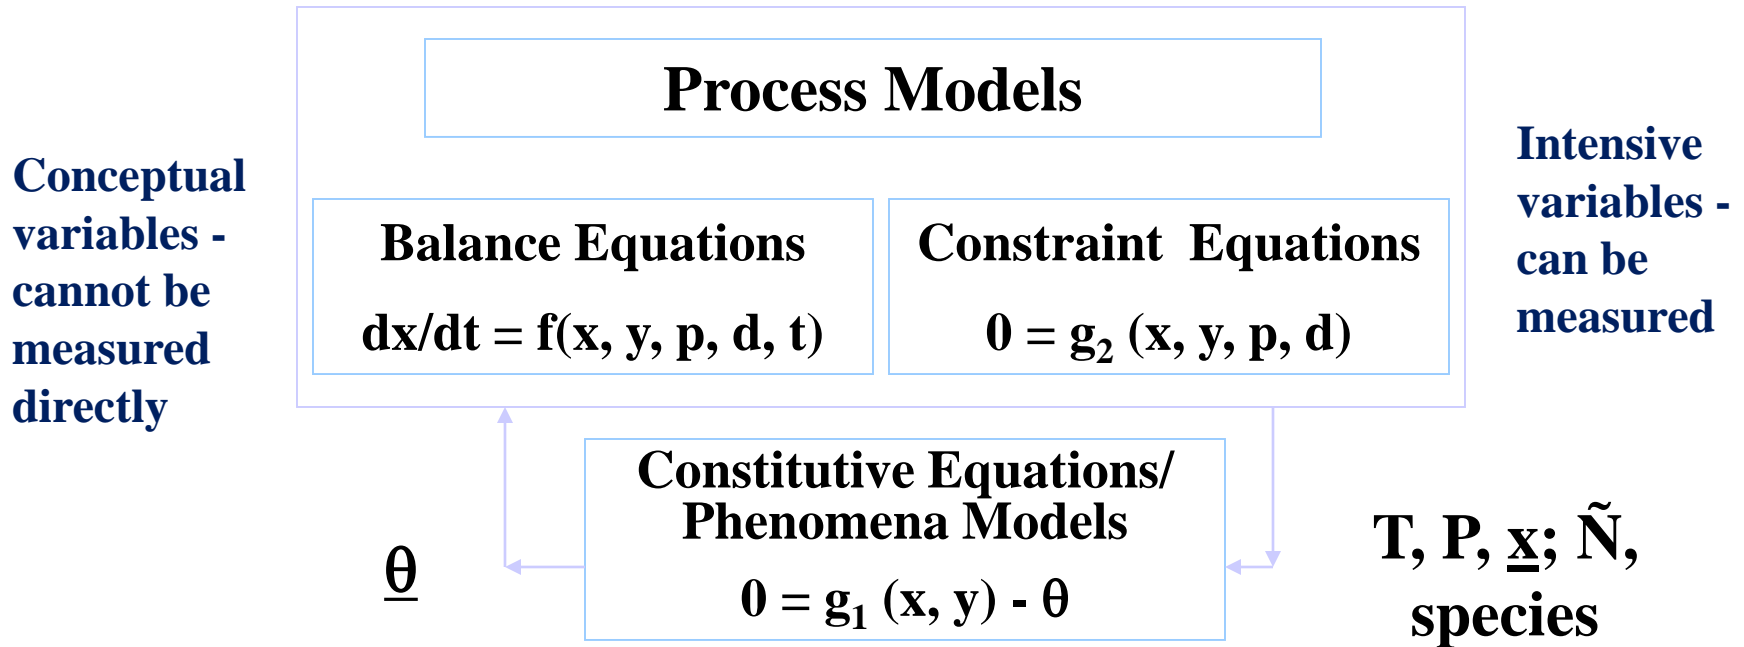 Process Models
Conceptual
variables -
cannot be
measured
directly
Balance Equations
dx/dt = f(x, y, p, d, t)
Constraint  Equations
0 = g₂ (x, y, p, d)
Intensive
variables -
can be
measured
Constitutive Equations/
Phenomena Models
0 = g₁ (x, y) - θ
θ
T, P, x; Ñ,
species